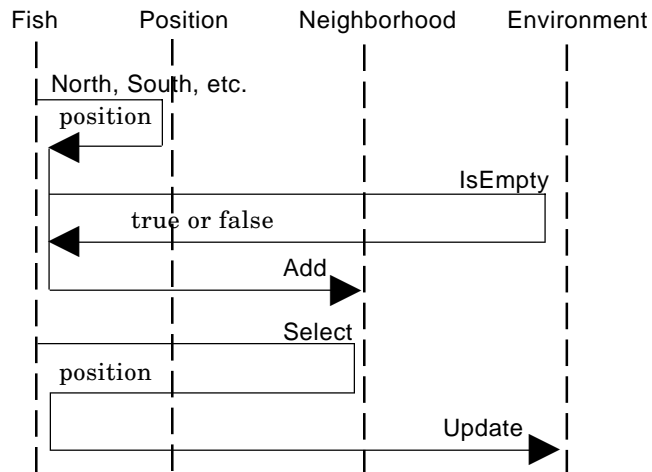 Fish Position Neighborhood Environment
North, South, etc.
position
IsEmpty
true or false
Add
Select
position
Update